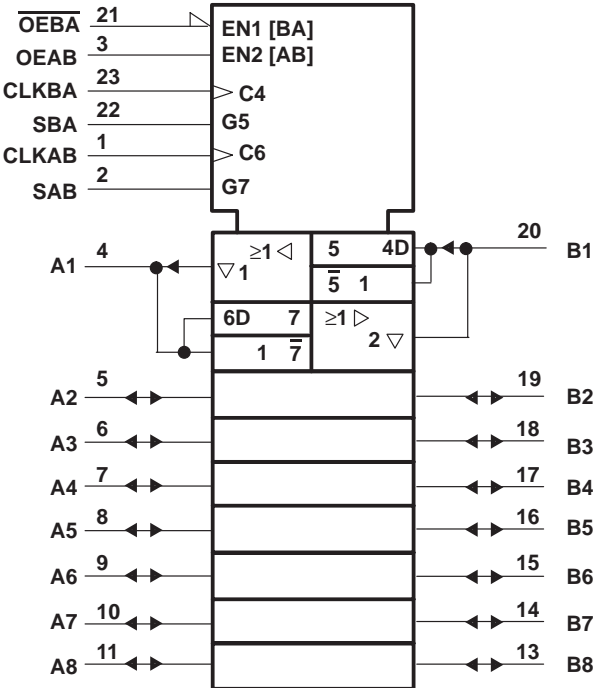 O̅E̅B̅A̅ 21 EN1 [BA]
OEAB 3 EN2 [AB]
CLKBA 23 C4
SBA 22 G5
CLKAB 1 C6
SAB 2 G7
A1 4 ≥1 ◁ 5 4D 20 B1
▽ 1 5̅ 1
6D 7 ≥1 ▷
1 7̅ 2 ▽
A2 5 19 B2
A3 6 18 B3
A4 7 17 B4
A5 8 16 B5
A6 9 15 B6
A7 10 14 B7
A8 11 13 B8